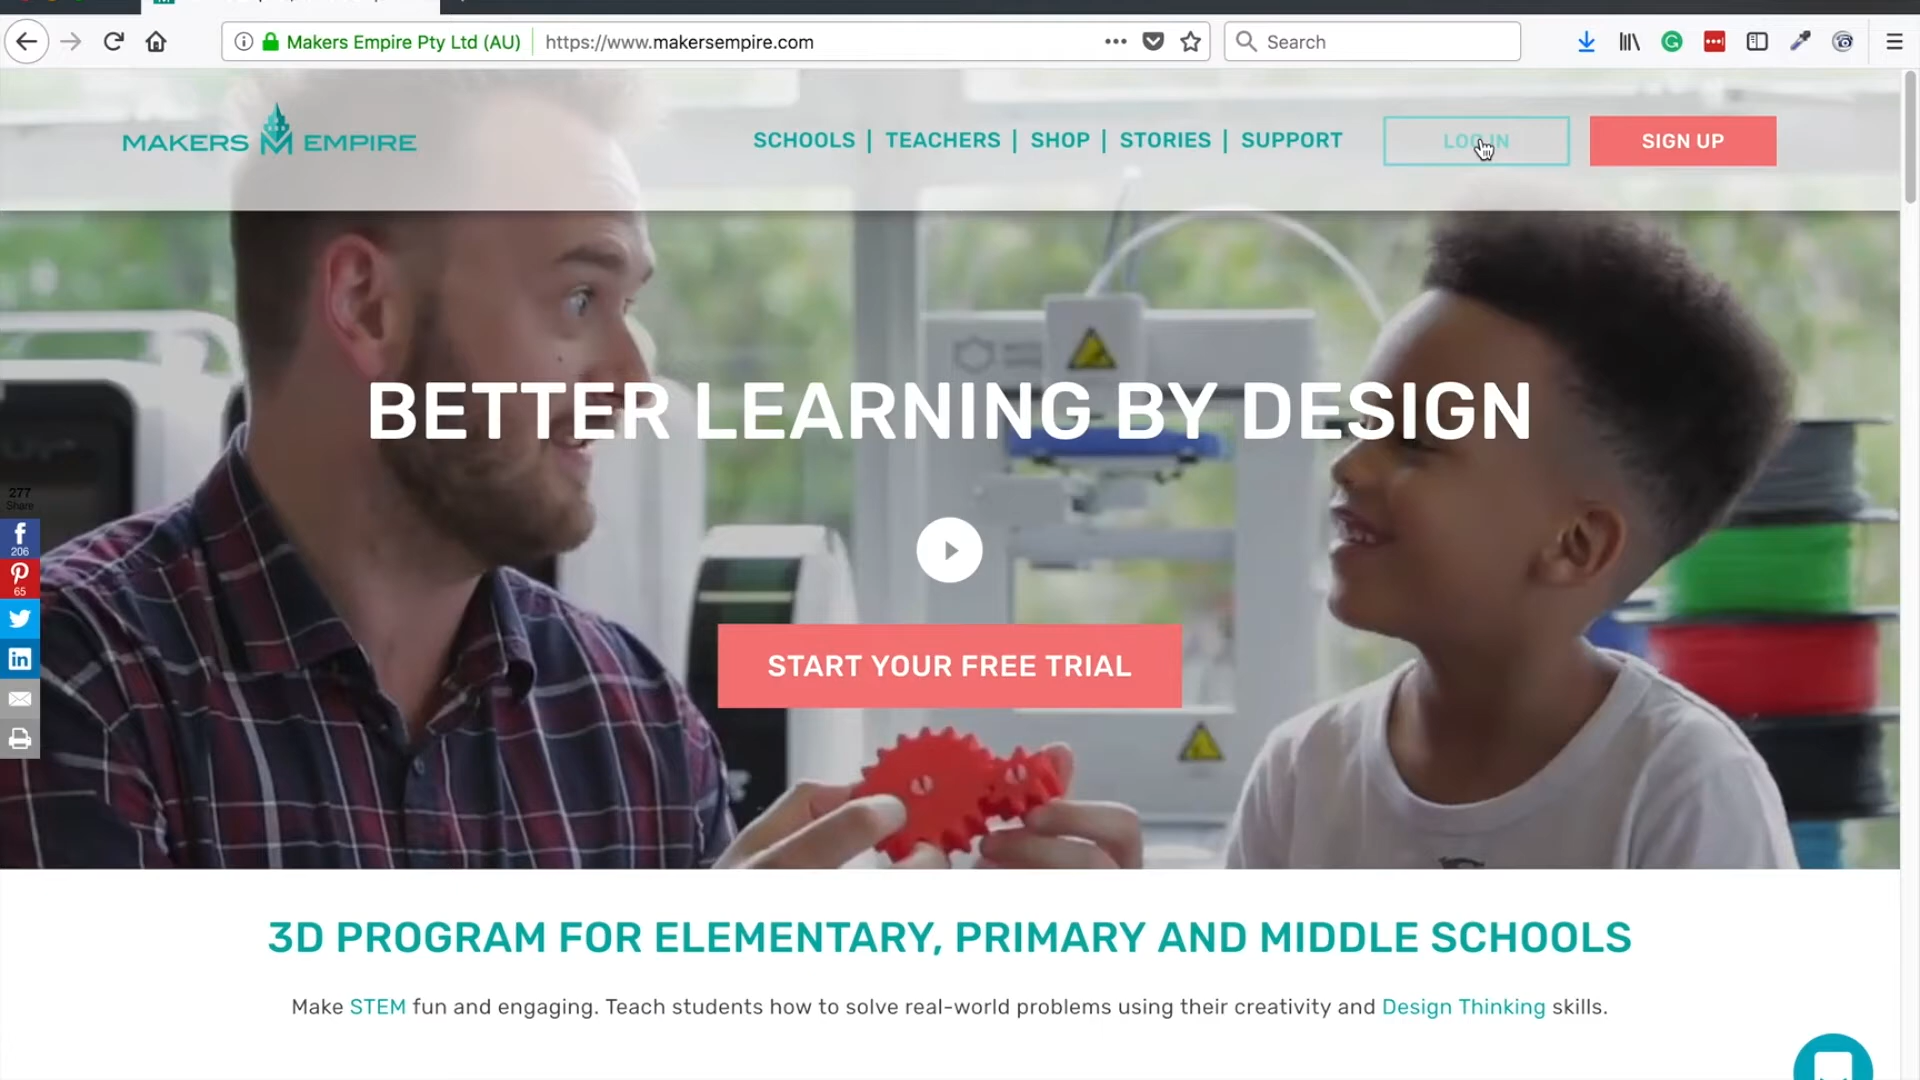 Makers Empire Pty Ltd (AU)
https://www.makersempire.com
Search
MAKERS EMPIRE
SCHOOLS | TEACHERS | SHOP | STORIES | SUPPORT
LOG IN
SIGN UP
BETTER LEARNING BY DESIGN
277
Share
206
65
START YOUR FREE TRIAL
3D PROGRAM FOR ELEMENTARY, PRIMARY AND MIDDLE SCHOOLS
Make STEM fun and engaging. Teach students how to solve real-world problems using their creativity and Design Thinking skills.